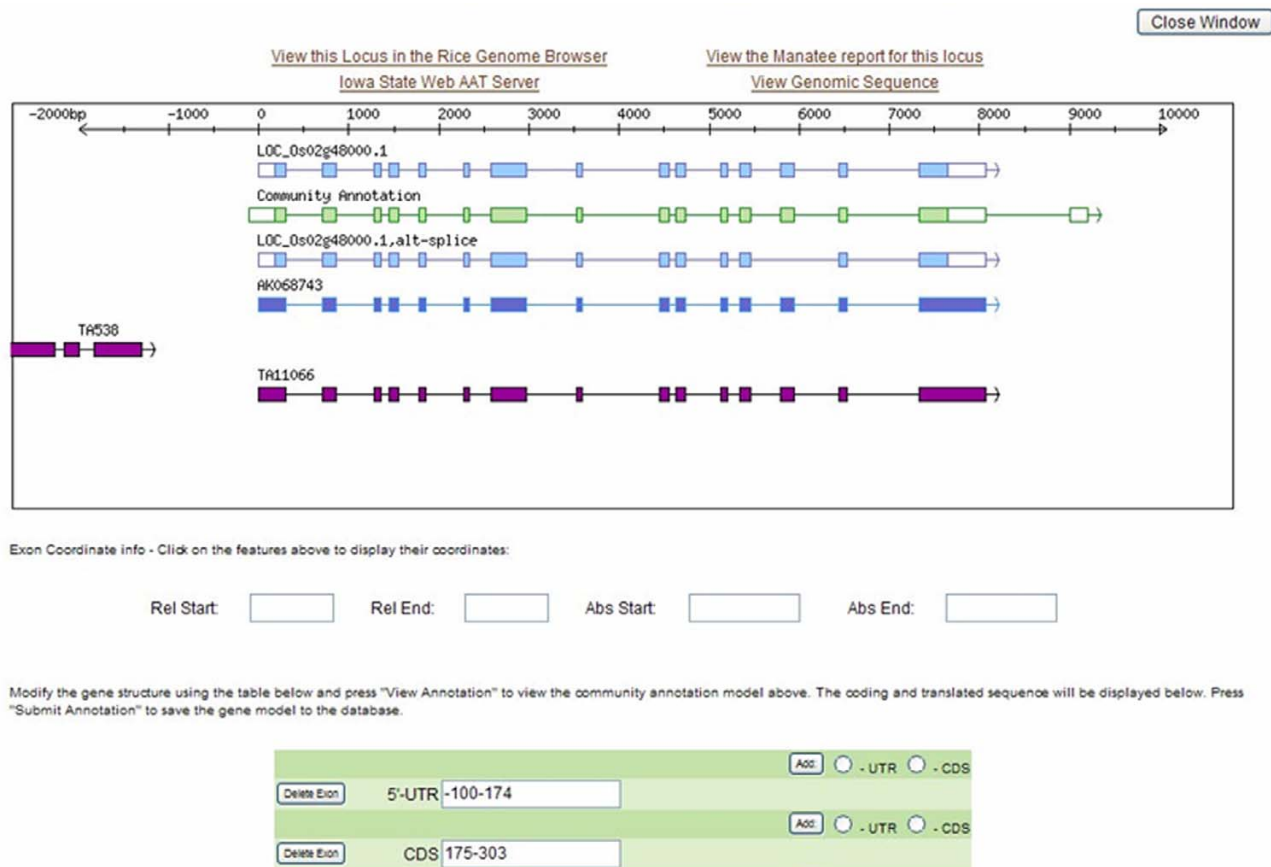 Close Window
View this Locus in the Rice Genome Browser View the Manatee report for this locus
Iowa State Web AAT Server View Genomic Sequence
-2000bp -1000 0 1000 2000 3000 4000 5000 6000 7000 8000 9000 10000
LOC_Os02g48000.1
Community Annotation
LOC_Os02g48000.1,alt-splice
AK068743
TA538
TA11066
Exon Coordinate info - Click on the features above to display their coordinates:
Rel Start: Rel End: Abs Start: Abs End:
Modify the gene structure using the table below and press "View Annotation" to view the community annotation model above. The coding and translated sequence will be displayed below. Press
"Submit Annotation" to save the gene model to the database.
Add: - UTR - CDS
Delete Exon 5'-UTR -100-174
Add: - UTR - CDS
Delete Exon CDS 175-303